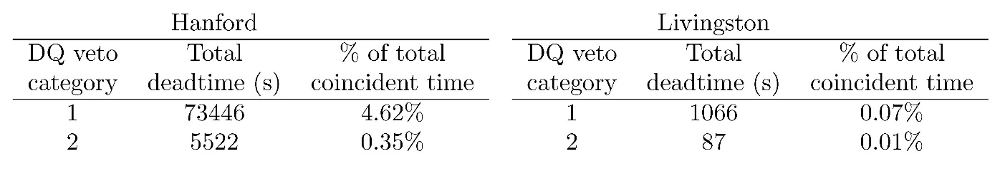 Hanford
DQ veto Total % of total
category deadtime (s) coincident time
1 73446 4.62%
2 5522 0.35%
Livingston
DQ veto Total % of total
category deadtime (s) coincident time
1 1066 0.07%
2 87 0.01%